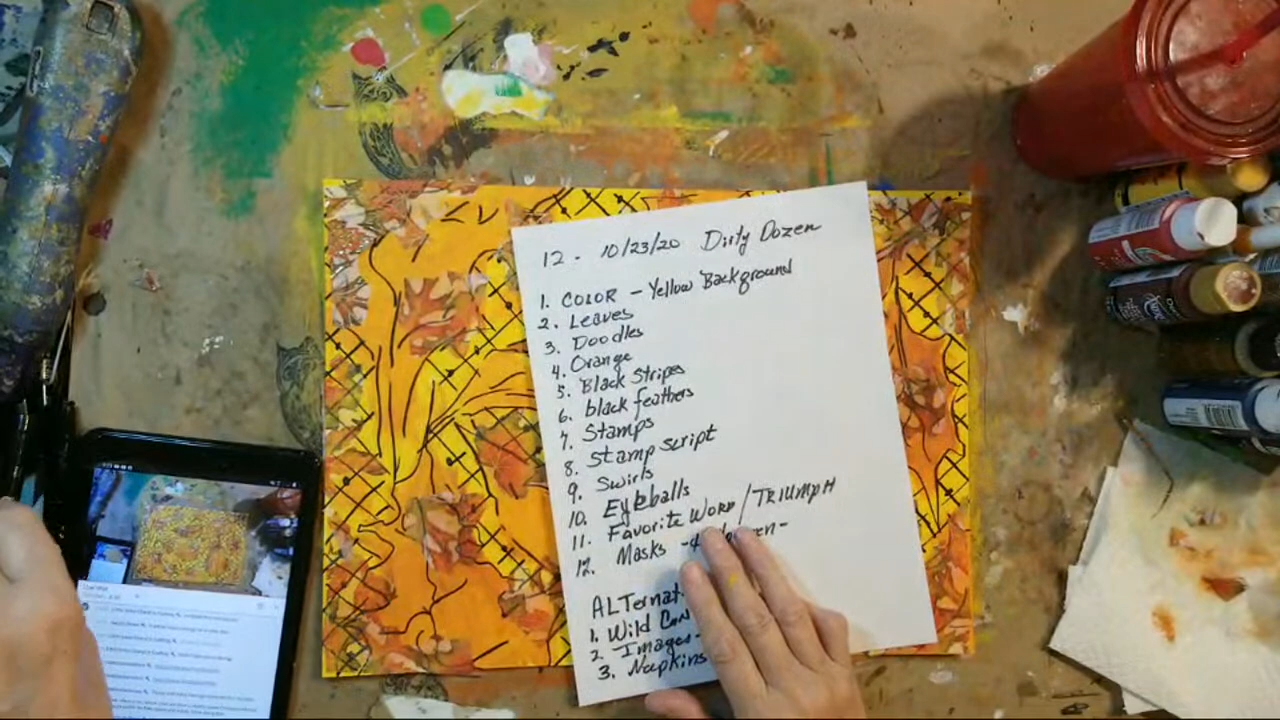 12 - 10/23/20 Dirty Dozen
1. COLOR - Yellow Background
2. Leaves
3. Doodles
4. Orange
5. Black Stripes
6. black feathers
7. Stamps
8. Stamp script
9. Swirls
10. Eyeballs
11. Favorite Word / TRIUMPH
12. Masks
ALTernat
1. Wild
2. Images-
3. Napkins